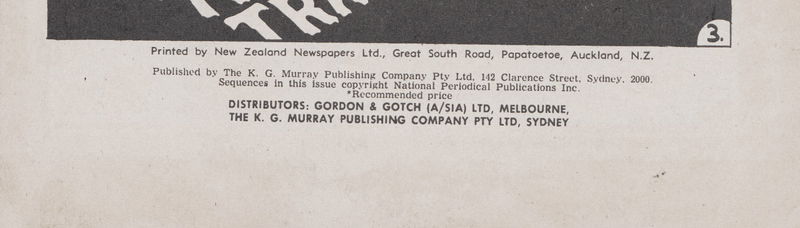 TRA
3.
Printed by New Zealand Newspapers Ltd., Great South Road, Papatoetoe, Auckland, N.Z.
Published by The K. G. Murray Publishing Company Pty Ltd. 142 Clarence Street, Sydney. 2000.
Sequences in this issue copyright National Periodical Publications Inc.
*Recommended price
DISTRIBUTORS: GORDON & GOTCH (A/SIA) LTD, MELBOURNE,
THE K. G. MURRAY PUBLISHING COMPANY PTY LTD, SYDNEY